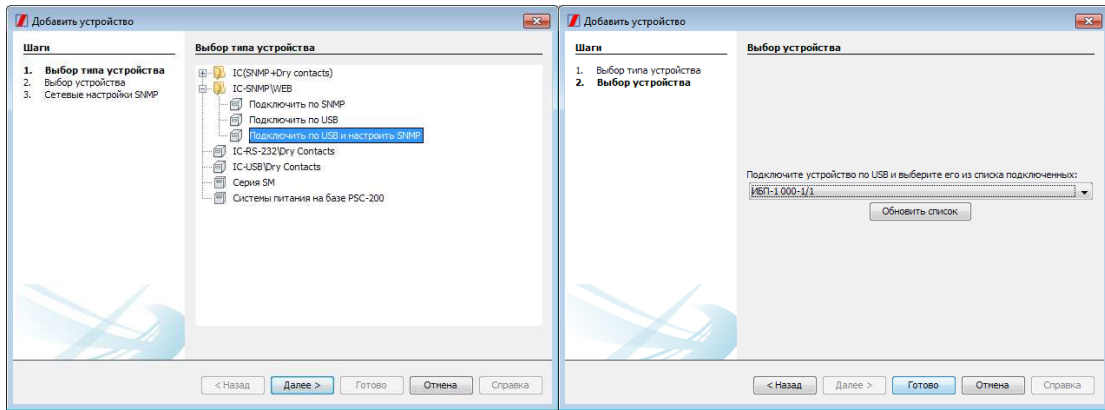 Добавить устройство
Шаги
1. Выбор типа устройства
2. Выбор устройства
3. Сетевые настройки SNMP
Выбор типа устройства
IC(SNMP+Dry contacts)
IC-SNMP\WEB
Подключить по SNMP
Подключить по USB
Подключить по USB и настроить SNMP
IC-RS-232\Dry Contacts
IC-USB\Dry Contacts
Серия SM
Системы питания на базе PSC-200
< Назад
Далее >
Готово
Отмена
Справка
Добавить устройство
Шаги
1. Выбор типа устройства
2. Выбор устройства
Выбор устройства
Подключите устройство по USB и выберите его из списка подключенных:
ИБП-1 000-1/1
Обновить список
< Назад
Далее >
Готово
Отмена
Справка